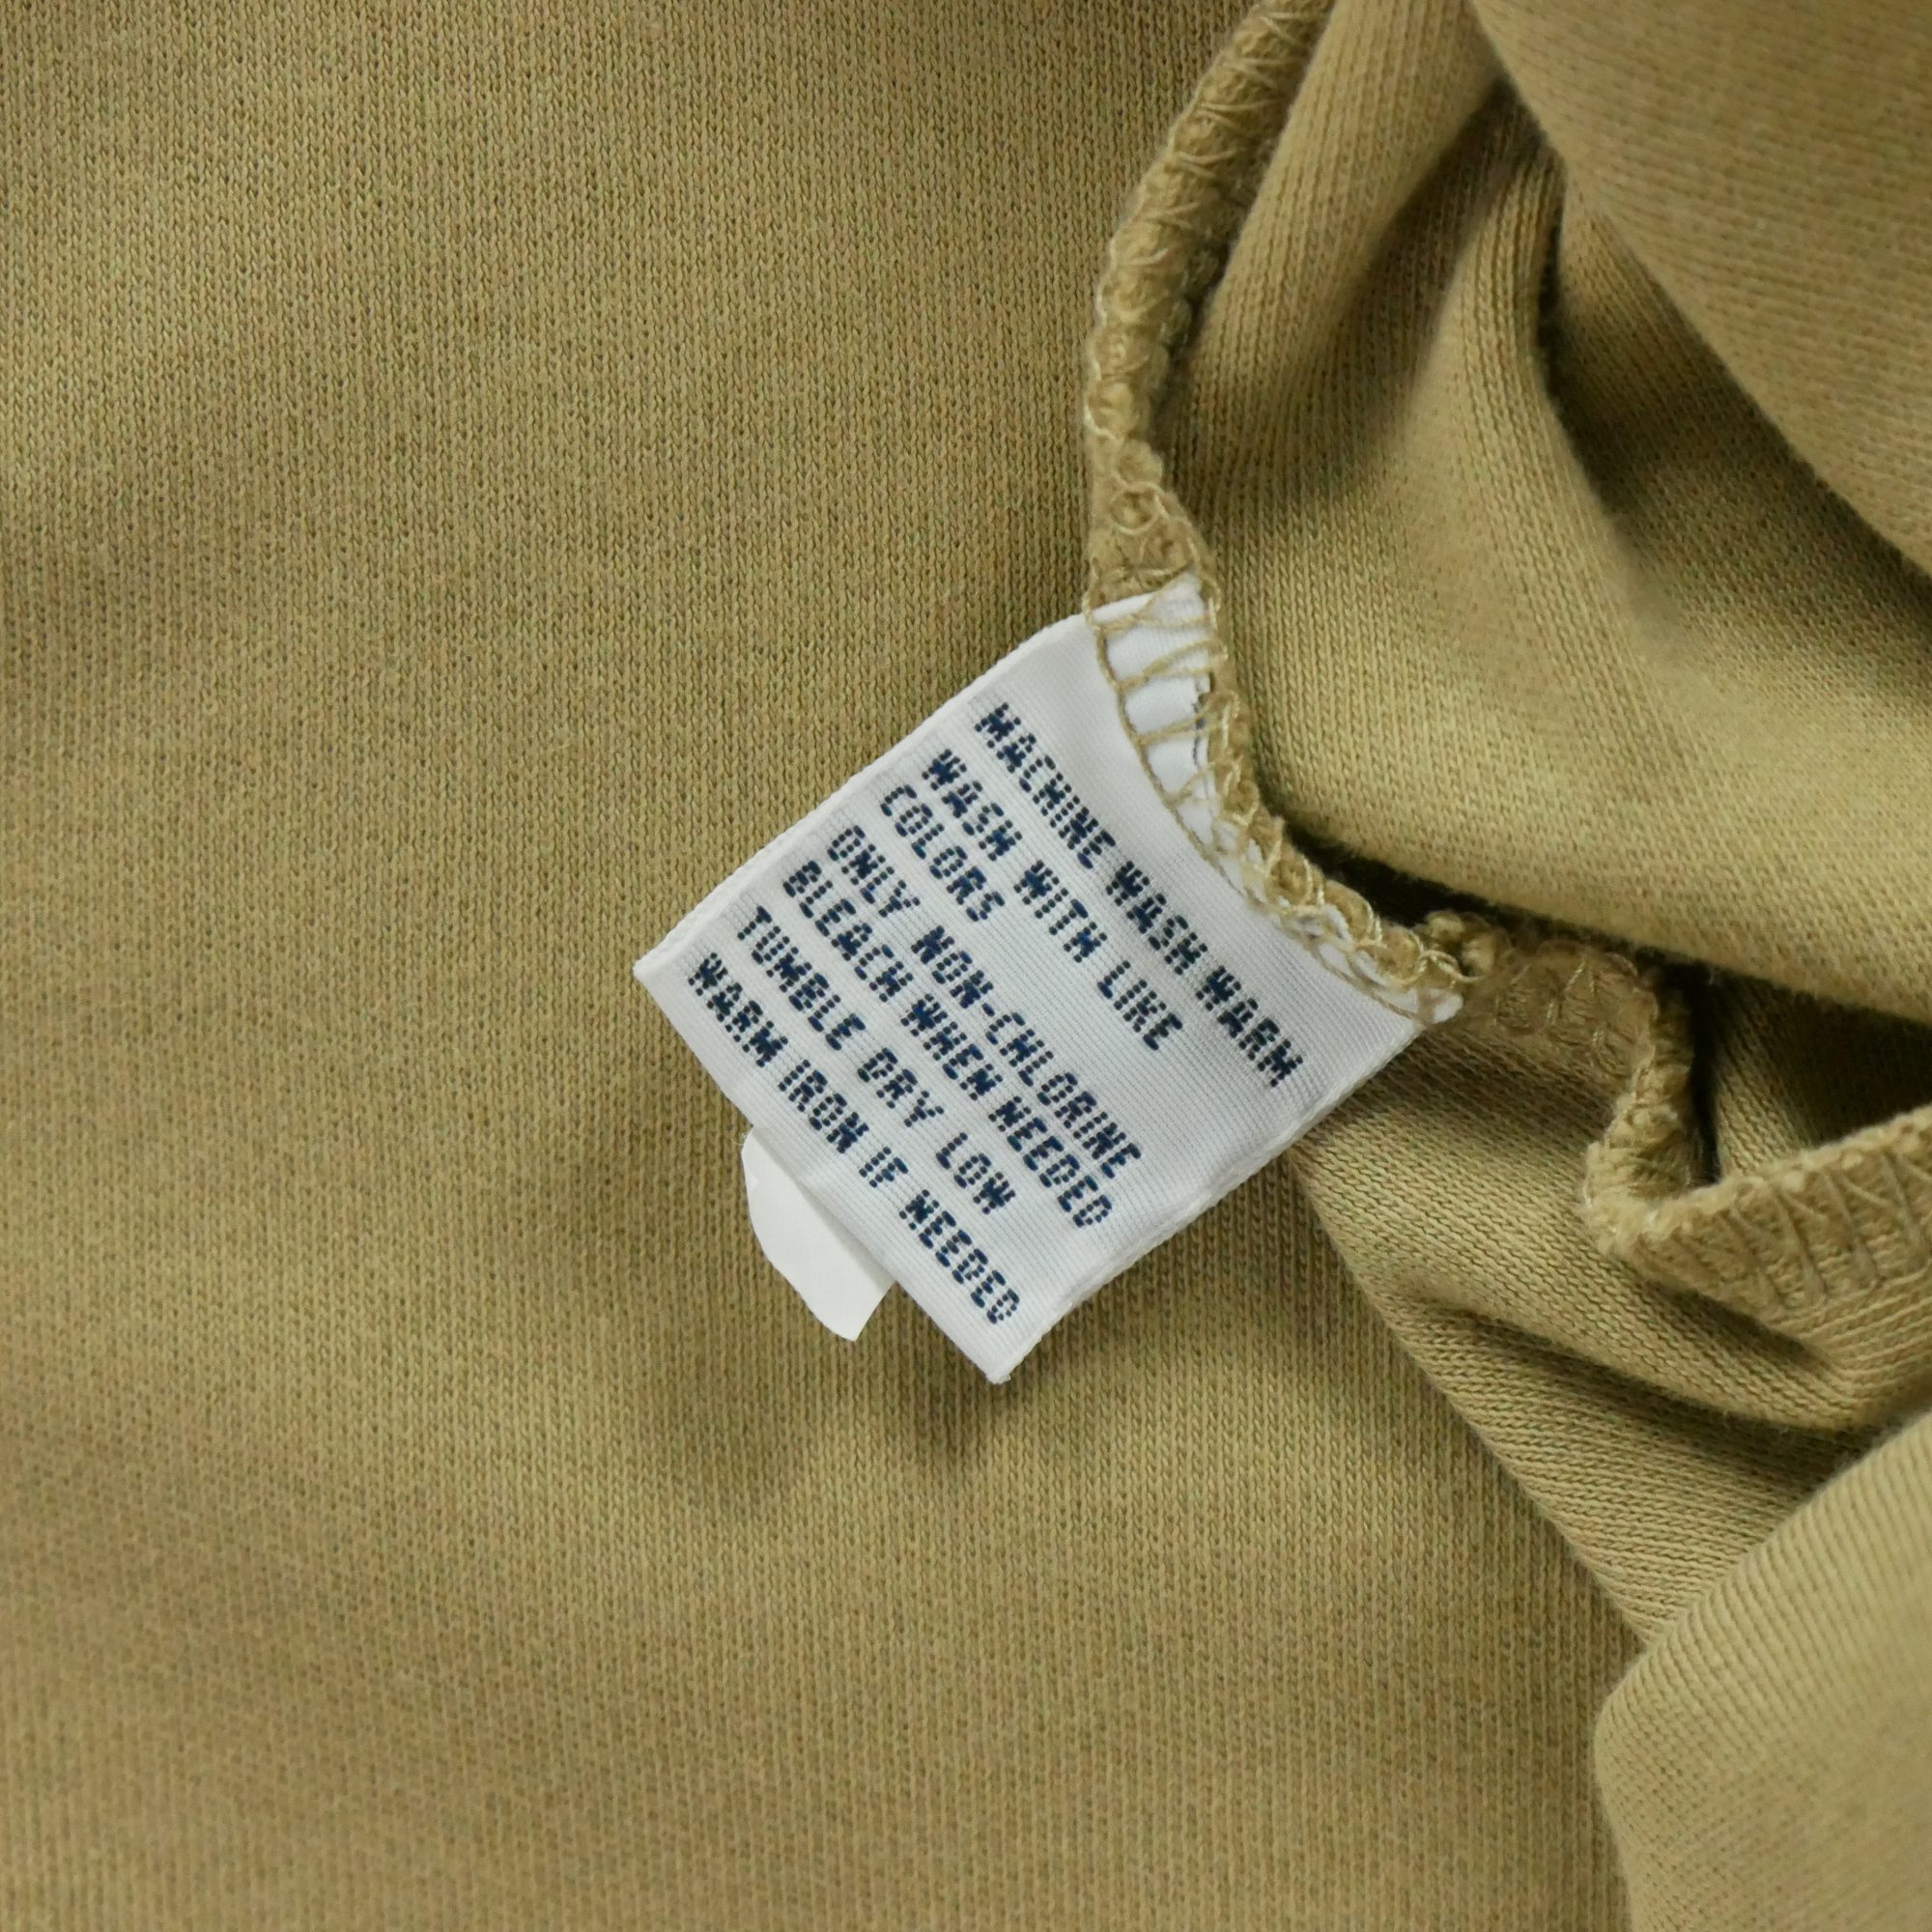 MACHINE WASH WARM
WASH WITH LIKE
COLORS
ONLY NON-CHLORINE
BLEACH WHEN NEEDED
TUMBLE DRY LOW
WARM IRON IF NEEDED